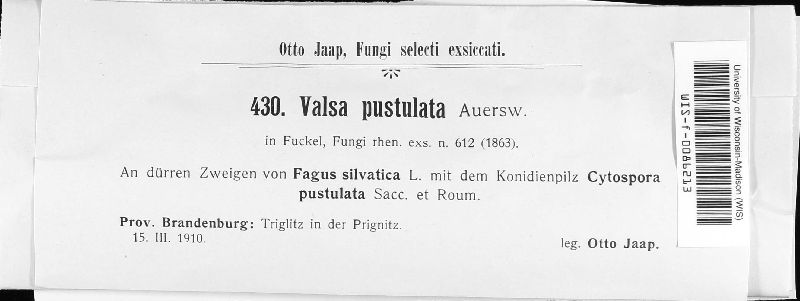 Otto Jaap, Fungi selecti exsiccati.
430. Valsa pustulata Auersw.
in Fuckel, Fungi rhen. exs. n. 612 (1863).
An dürren Zweigen von Fagus silvatica L. mit dem Konidienpilz Cytospora
pustulata Sacc. et Roum.
Prov. Brandenburg: Triglitz in der Prignitz.
15. III. 1910.
leg. Otto Jaap.
University of Wisconsin-Madison (WIS)
WIS-f-0086213